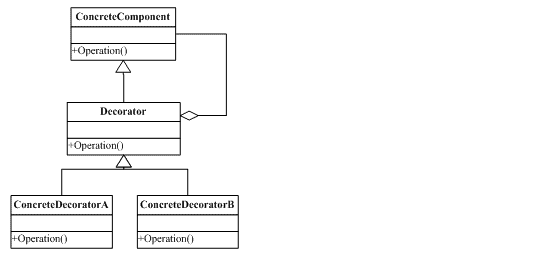 ConcreteComponent
+Operation()
Decorator
+Operation()
ConcreteDecoratorA
ConcreteDecoratorB
+Operation()
+Operation()